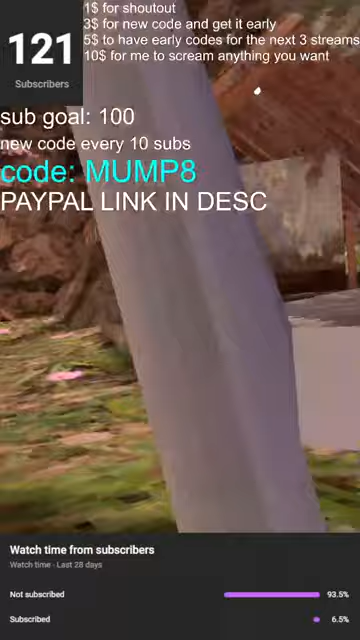 1$ for shoutout
3$ for new code and get it early
5$ to have early codes for the next 3 streams
10$ for me to scream anything you want
121
Subscribers
sub goal: 100
new code every 10 subs
code: MUMP8
PAYPAL LINK IN DESC
Watch time from subscribers
Watch time · Last 28 days
Not subscribed 93.5%
Subscribed 6.5%